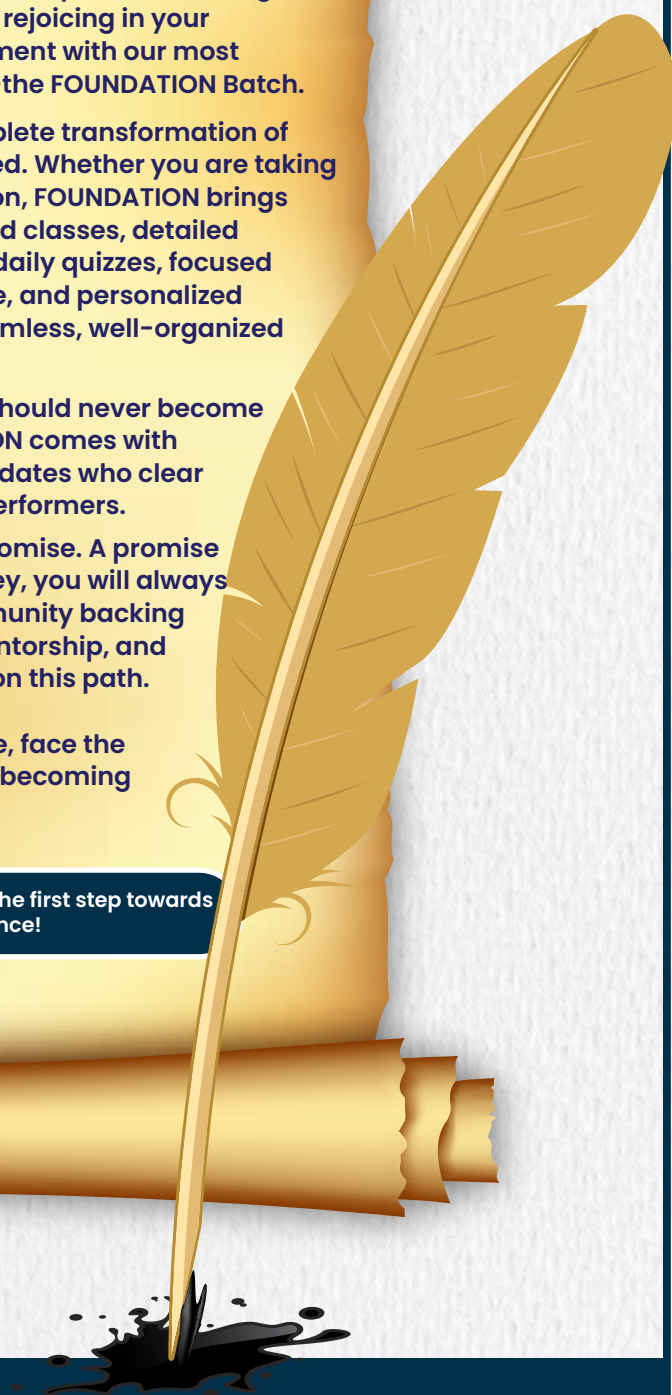 rejoicing in your
ment with our most
the FOUNDATION Batch.
plete transformation of
ed. Whether you are taking
on, FOUNDATION brings
d classes, detailed
daily quizzes, focused
e, and personalized
mless, well-organized
hould never become
ON comes with
dates who clear
erformers.
omise. A promise
ey, you will always
munity backing
ntorship, and
on this path.
e, face the
becoming
he first step towards
nce!